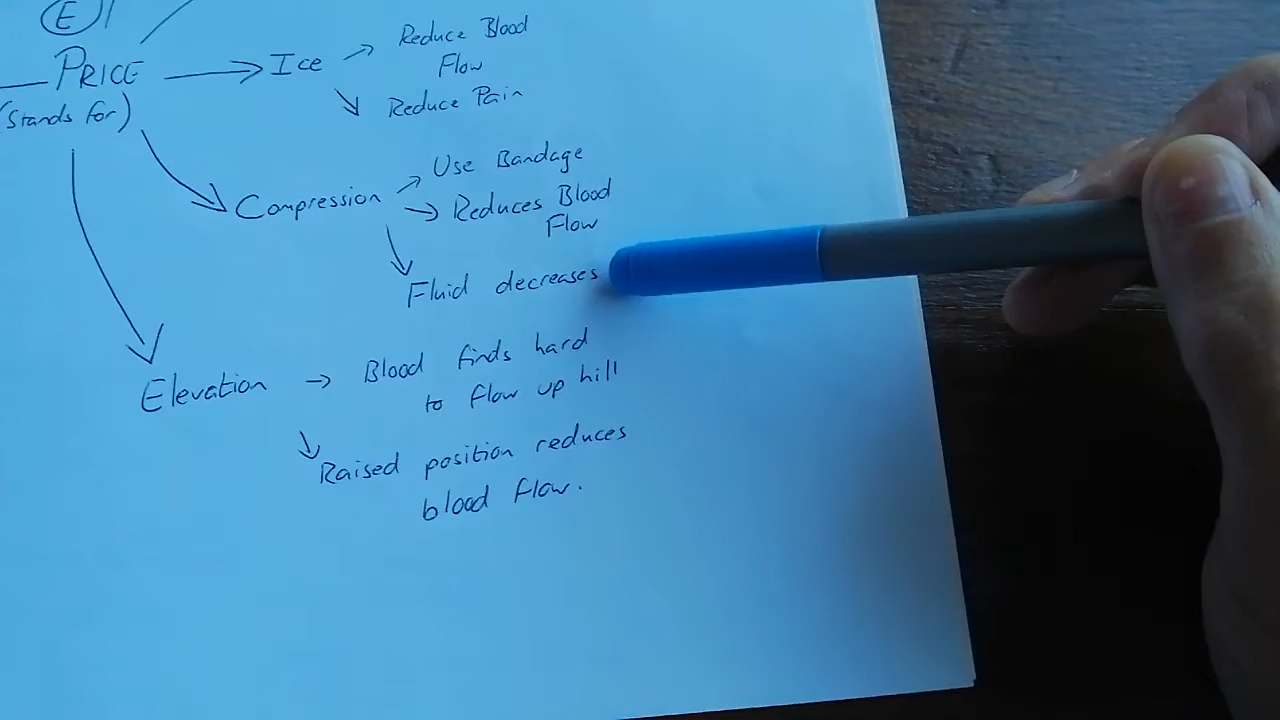 E
PRICE
(Stands for)
Ice
Reduce Blood
Flow
Reduce Pain
Compression
Use Bandage
Reduces Blood
Flow
Fluid decreases
Elevation
Blood finds hard
to flow up hill
Raised position reduces
blood flow.